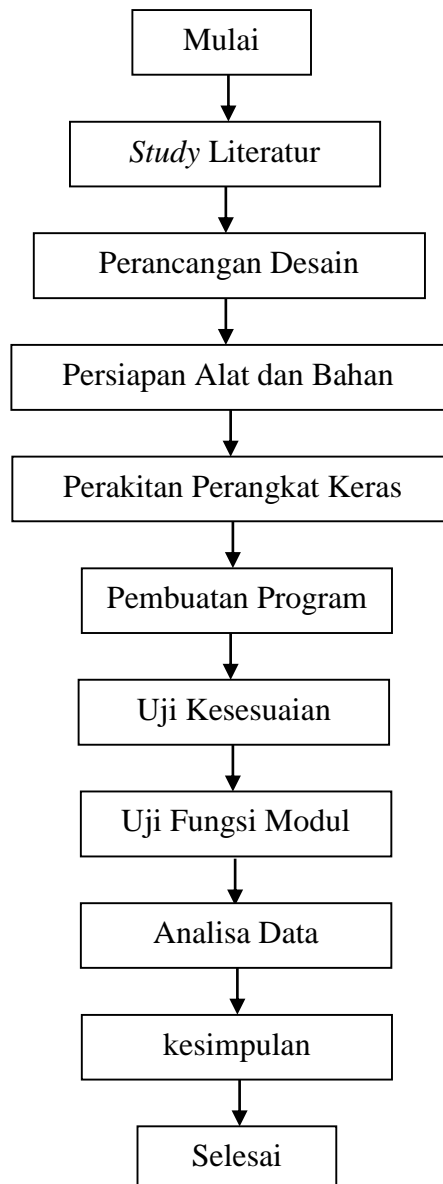 Mulai
Study Literatur
Perancangan Desain
Persiapan Alat dan Bahan
Perakitan Perangkat Keras
Pembuatan Program
Uji Kesesuaian
Uji Fungsi Modul
Analisa Data
kesimpulan
Selesai